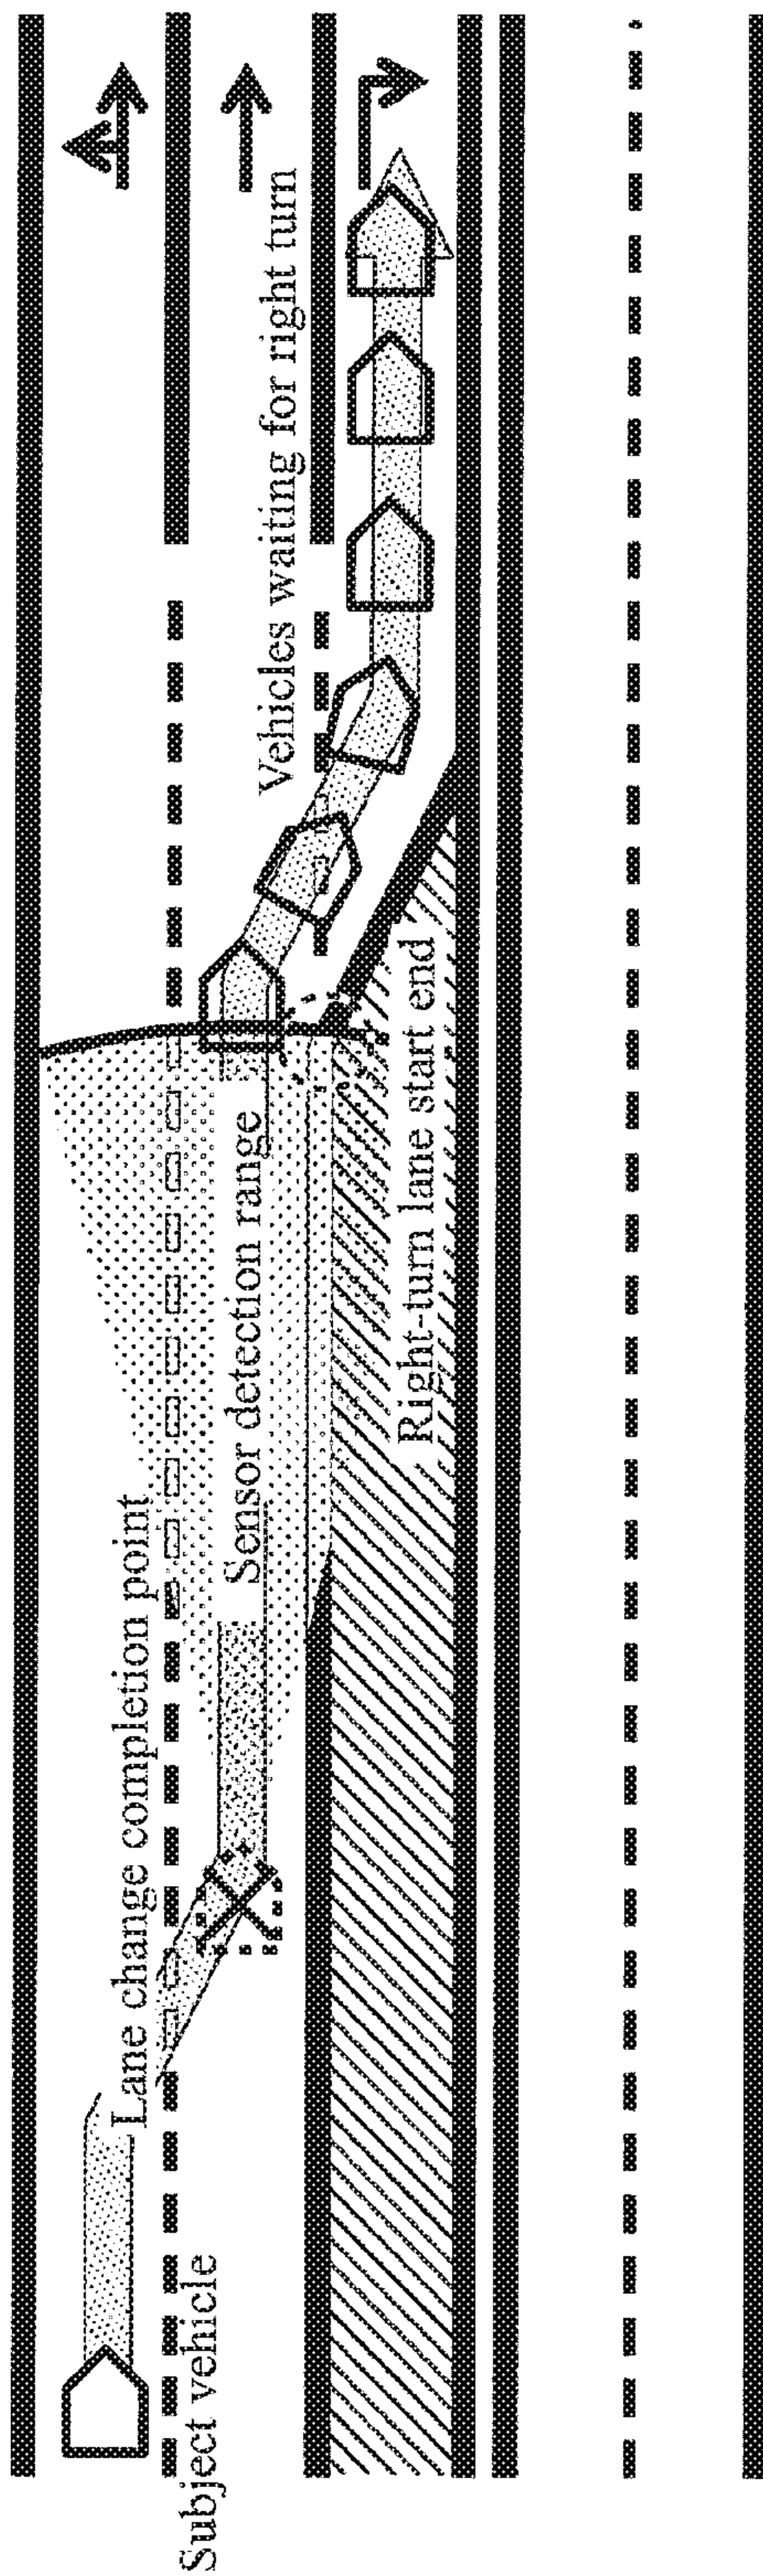 Vehicles waiting for right turn
Right-turn lane start end
Sensor detection range
Lane change completion point
Subject vehicle